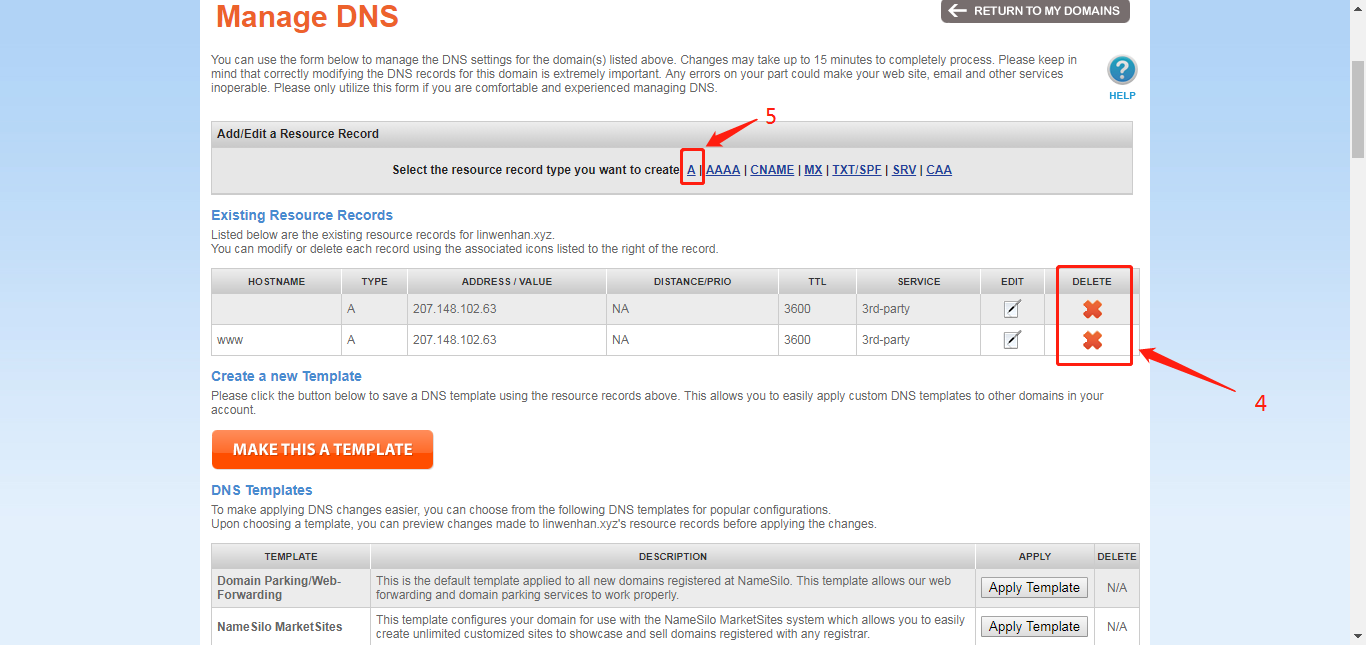 Manage DNS
RETURN TO MY DOMAINS
You can use the form below to manage the DNS settings for the domain(s) listed above. Changes may take up to 15 minutes to completely process. Please keep in
mind that correctly modifying the DNS records for this domain is extremely important. Any errors on your part could make your web site, email and other services
inoperable. Please only utilize this form if you are comfortable and experienced managing DNS.
?
HELP
5
Add/Edit a Resource Record
Select the resource record type you want to create A | AAAA | CNAME | MX | TXT/SPF | SRV | CAA
Existing Resource Records
Listed below are the existing resource records for linwenhan.xyz.
You can modify or delete each record using the associated icons listed to the right of the record.
HOSTNAME TYPE ADDRESS / VALUE DISTANCE/PRIO TTL SERVICE EDIT DELETE
A 207.148.102.63 NA 3600 3rd-party
www A 207.148.102.63 NA 3600 3rd-party
4
Create a new Template
Please click the button below to save a DNS template using the resource records above. This allows you to easily apply custom DNS templates to other domains in your
account.
MAKE THIS A TEMPLATE
DNS Templates
To make applying DNS changes easier, you can choose from the following DNS templates for popular configurations.
Upon choosing a template, you can preview changes made to linwenhan.xyz's resource records before applying the changes.
TEMPLATE DESCRIPTION APPLY DELETE
Domain Parking/Web-
Forwarding
This is the default template applied to all new domains registered at NameSilo. This template allows our web
forwarding and domain parking services to work properly.
Apply Template
N/A
NameSilo MarketSites
This template configures your domain for use with the NameSilo MarketSites system which allows you to easily
create unlimited customized sites to showcase and sell domains registered with any registrar.
Apply Template
N/A